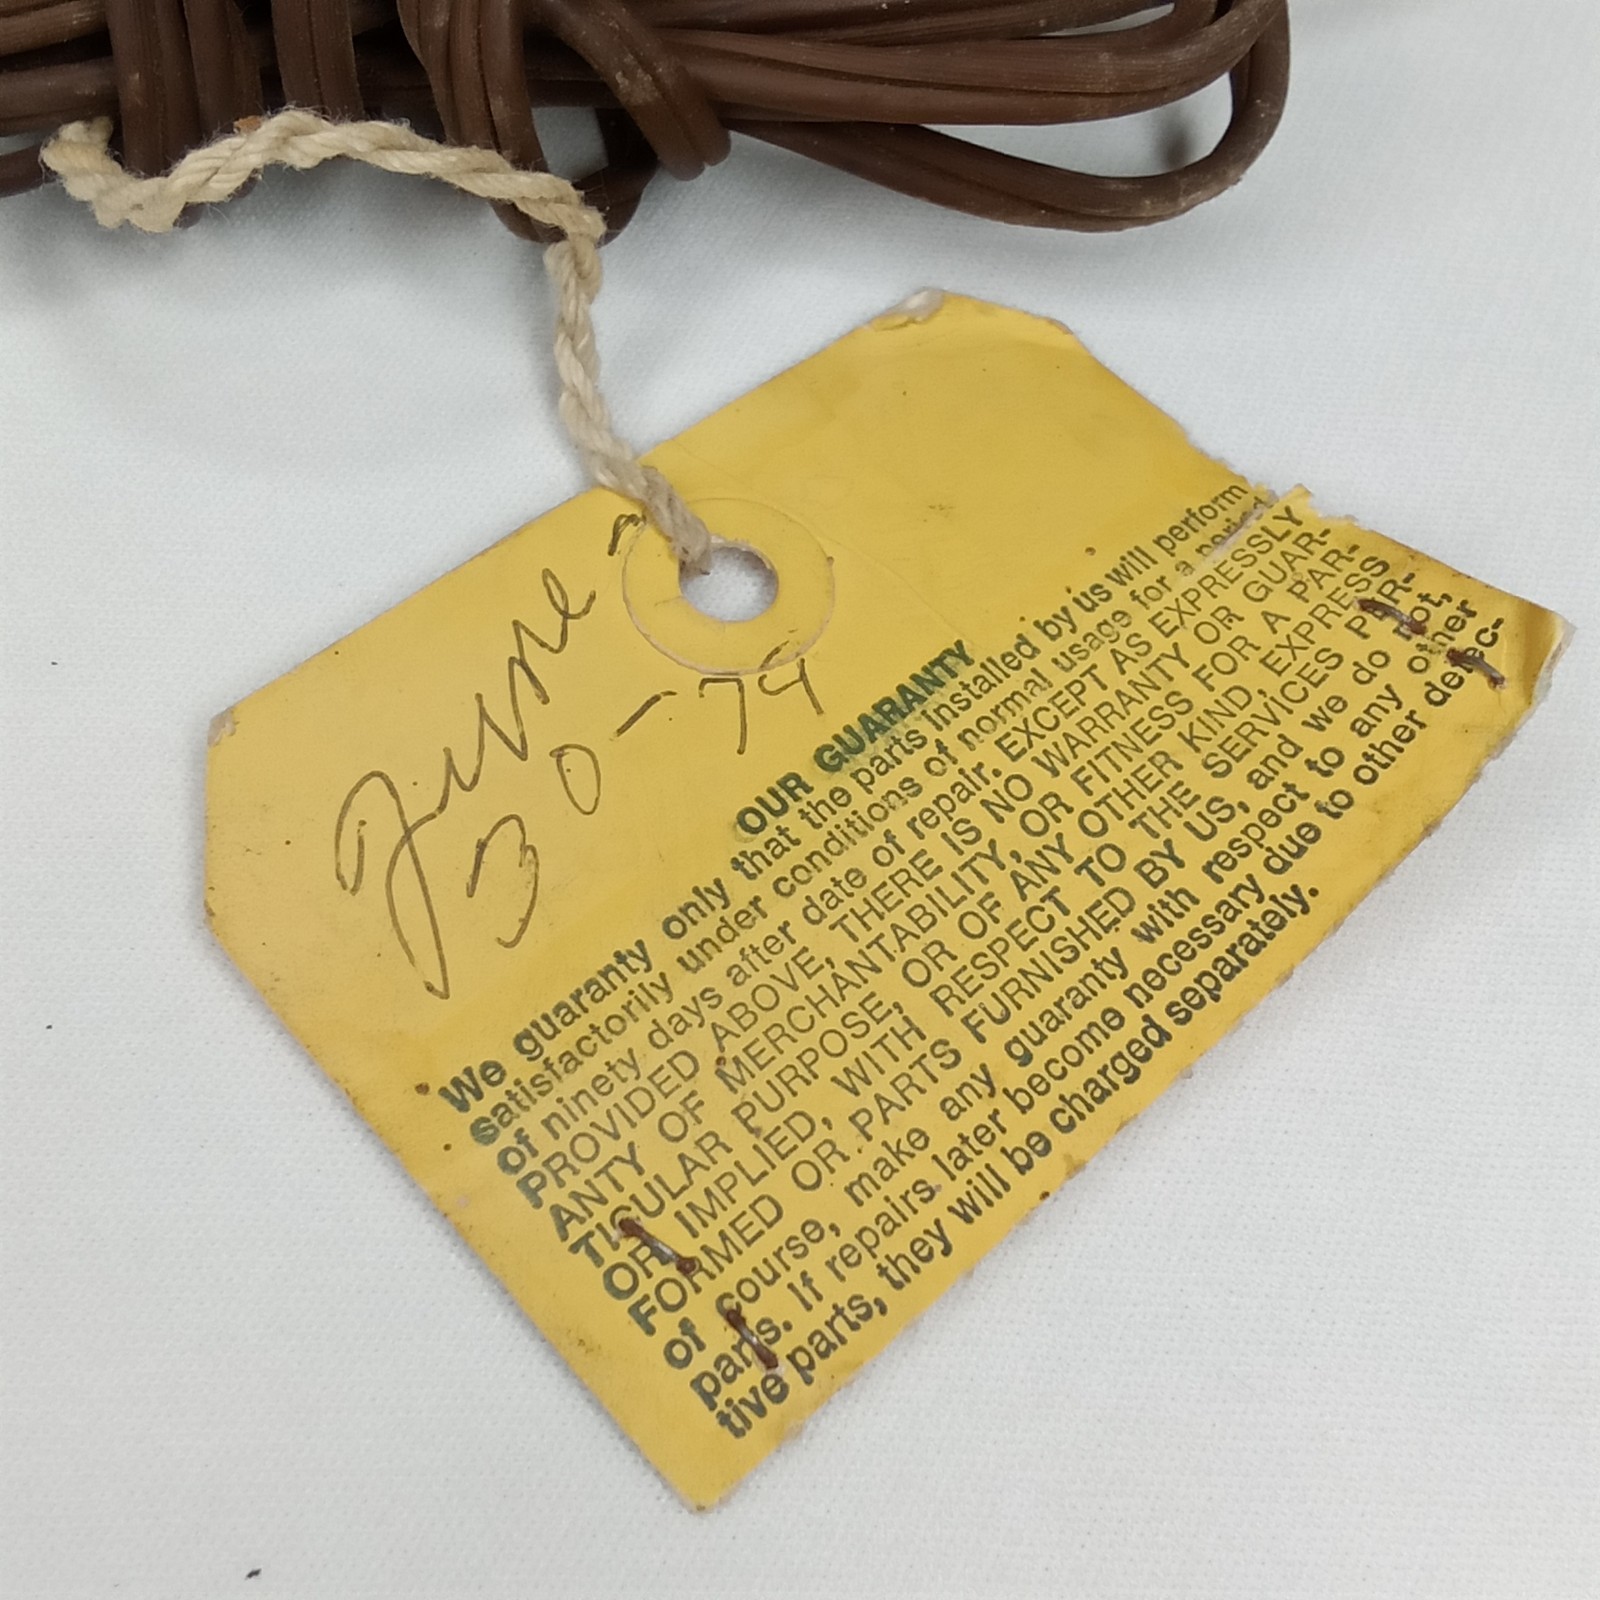 June -
30-79
OUR GUARANTY
We guaranty only that the parts installed by us will perform
satisfactorily under conditions of normal usage for a period
of ninety days after date of repair. EXCEPT AS EXPRESSLY
PROVIDED ABOVE, THERE IS NO WARRANTY OR GUAR-
ANTY OF MERCHANTABILITY, OR FITNESS FOR A PAR-
TICULAR PURPOSE, OR OF ANY OTHER KIND, EXPRESS
OR IMPLIED, WITH RESPECT TO THE SERVICES PER-
FORMED OR PARTS FURNISHED BY US, and we do not,
of course, make any guaranty with respect to any other
parts. If repairs later become necessary due to other defec-
tive parts, they will be charged separately.